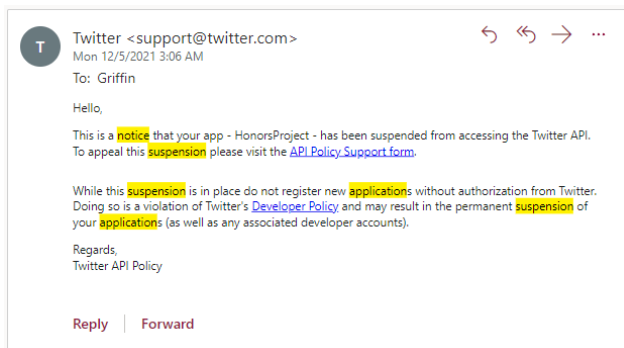 T
Twitter <support@twitter.com>
Mon 12/5/2021 3:06 AM
To: Griffin
Hello,
This is a notice that your app - HonorsProject - has been suspended from accessing the Twitter API.
To appeal this suspension please visit the API Policy Support form.
While this suspension is in place do not register new applications without authorization from Twitter.
Doing so is a violation of Twitter's Developer Policy and may result in the permanent suspension of
your applications (as well as any associated developer accounts).
Regards,
Twitter API Policy
Reply Forward